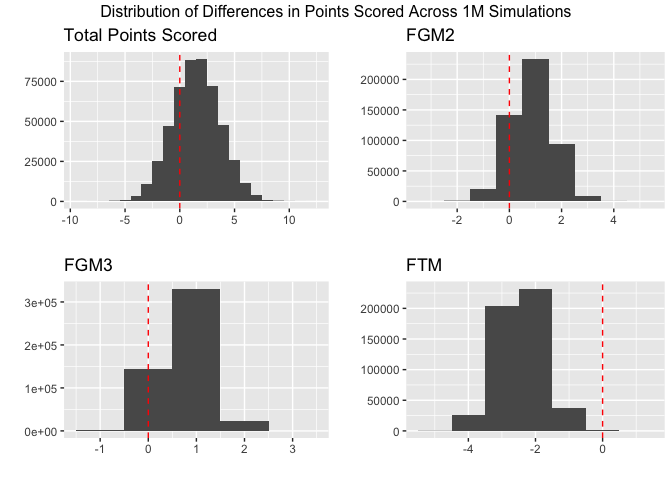 Distribution of Differences in Points Scored Across 1M Simulations
Total Points Scored
75000
50000
25000
0
-10 -5 0 5 10
FGM2
200000
150000
100000
50000
0
-2 0 2 4
FGM3
3e+05
2e+05
1e+05
0e+00
-1 0 1 2 3
FTM
200000
150000
100000
50000
0
-4 -2 0